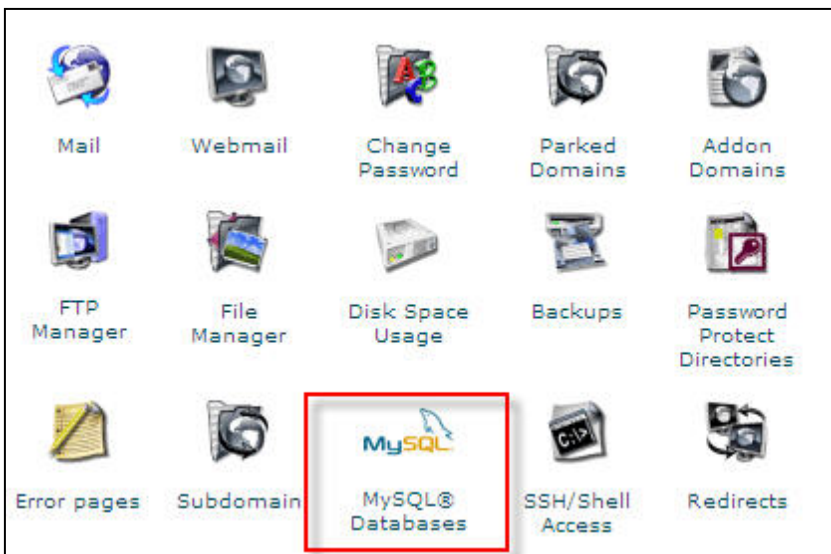 Mail
Webmail
Change
Password
Parked
Domains
Addon
Domains
FTP
Manager
File
Manager
Disk Space
Usage
Backups
Password
Protect
Directories
Error pages
Subdomain
MySQL
MySQL®
Databases
C:\>
SSH/Shell
Access
Redirects